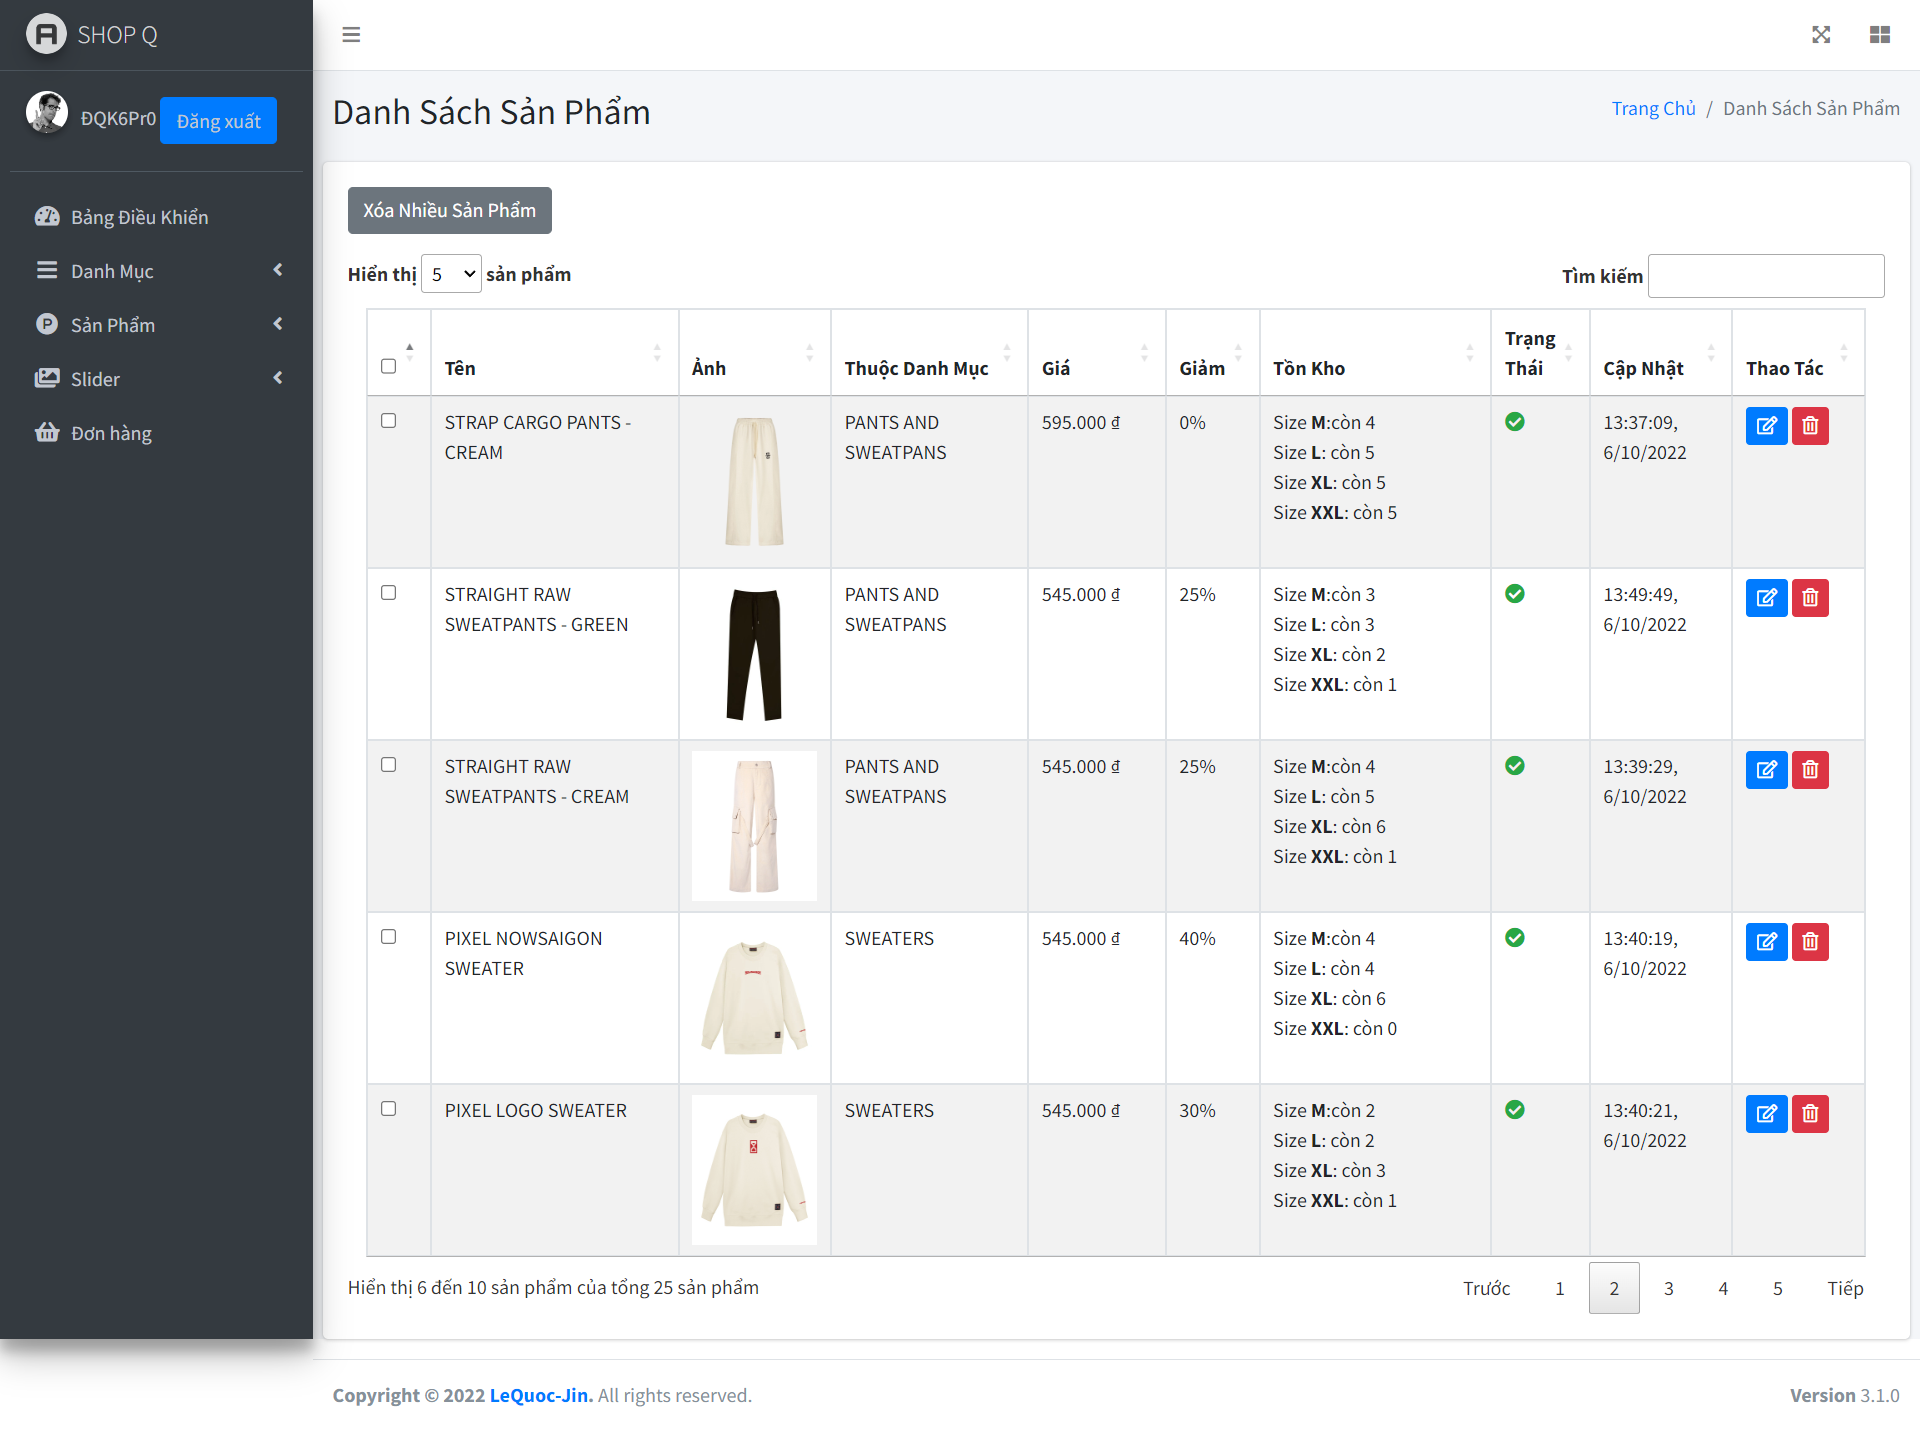 SHOP Q
ĐQK6Pr0
Đăng xuất
Bảng Điều Khiển
Danh Mục
Sản Phẩm
Slider
Đơn hàng
Danh Sách Sản Phẩm
Trang Chủ / Danh Sách Sản Phẩm
Xóa Nhiều Sản Phẩm
Hiển thị 5 sản phẩm
Tìm kiếm
Tên
Ảnh
Thuộc Danh Mục
Giá
Giảm
Tồn Kho
Trạng
Thái
Cập Nhật
Thao Tác
STRAP CARGO PANTS -
CREAM
PANTS AND
SWEATPANS
595.000 ₫
0%
Size M:còn 4
Size L: còn 5
Size XL: còn 5
Size XXL: còn 5
13:37:09,
6/10/2022
STRAIGHT RAW
SWEATPANTS - GREEN
PANTS AND
SWEATPANS
545.000 ₫
25%
Size M:còn 3
Size L: còn 3
Size XL: còn 2
Size XXL: còn 1
13:49:49,
6/10/2022
STRAIGHT RAW
SWEATPANTS - CREAM
PANTS AND
SWEATPANS
545.000 ₫
25%
Size M:còn 4
Size L: còn 5
Size XL: còn 6
Size XXL: còn 1
13:39:29,
6/10/2022
PIXEL NOWSAIGON
SWEATER
SWEATERS
545.000 ₫
40%
Size M:còn 4
Size L: còn 4
Size XL: còn 6
Size XXL: còn 0
13:40:19,
6/10/2022
PIXEL LOGO SWEATER
SWEATERS
545.000 ₫
30%
Size M:còn 2
Size L: còn 2
Size XL: còn 3
Size XXL: còn 1
13:40:21,
6/10/2022
Hiển thị 6 đến 10 sản phẩm của tổng 25 sản phẩm
Trước 1 2 3 4 5 Tiếp
Copyright © 2022 LeQuoc-Jin. All rights reserved.
Version 3.1.0